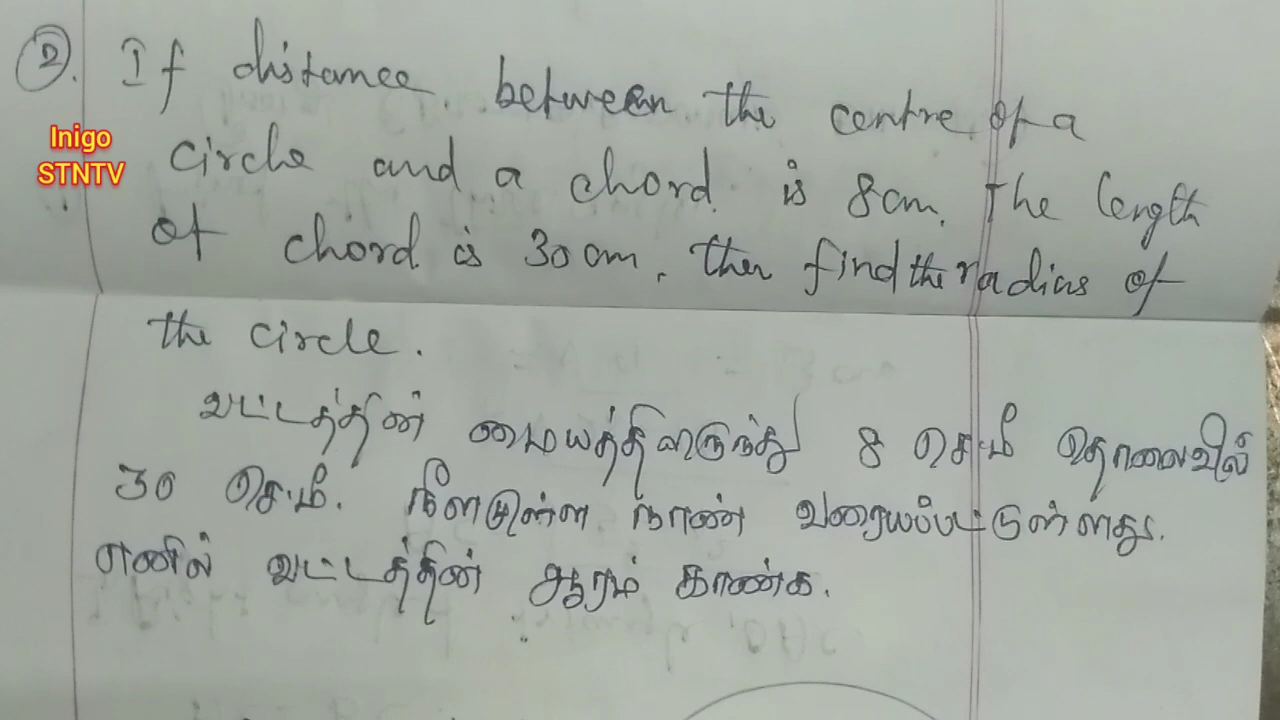 2. If distance between the centre of a
Inigo
STNTV
circle and a chord is 8cm. The length
of chord is 30 cm, then find the radius of
the circle.
வட்டத்தின் மையத்திலிருந்து 8 செ.மீ தொலைவில்
30 செ.மீ. நீளமுள்ள நாண் வரையப்பட்டுள்ளது.
எனில் வட்டத்தின் ஆரம் காண்க.